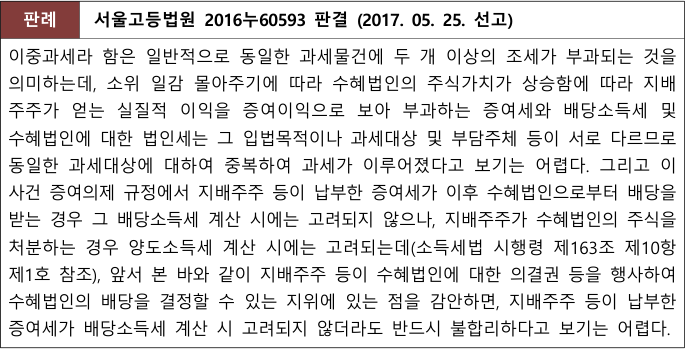 판례 서울고등법원 2016누60593 판결 (2017. 05. 25. 선고)
이중과세라 함은 일반적으로 동일한 과세물건에 두 개 이상의 조세가 부과되는 것을
의미하는데, 소위 일감 몰아주기에 따라 수혜법인의 주식가치가 상승함에 따라 지배
주주가 얻는 실질적 이익을 증여이익으로 보아 부과하는 증여세와 배당소득세 및
수혜법인에 대한 법인세는 그 입법목적이나 과세대상 및 부담주체 등이 서로 다르므로
동일한 과세대상에 대하여 중복하여 과세가 이루어졌다고 보기는 어렵다. 그리고 이
사건 증여의제 규정에서 지배주주 등이 납부한 증여세가 이후 수혜법인으로부터 배당을
받는 경우 그 배당소득세 계산 시에는 고려되지 않으나, 지배주주가 수혜법인의 주식을
처분하는 경우 양도소득세 계산 시에는 고려되는데(소득세법 시행령 제163조 제10항
제1호 참조), 앞서 본 바와 같이 지배주주 등이 수혜법인에 대한 의결권 등을 행사하여
수혜법인의 배당을 결정할 수 있는 지위에 있는 점을 감안하면, 지배주주 등이 납부한
증여세가 배당소득세 계산 시 고려되지 않더라도 반드시 불합리하다고 보기는 어렵다.